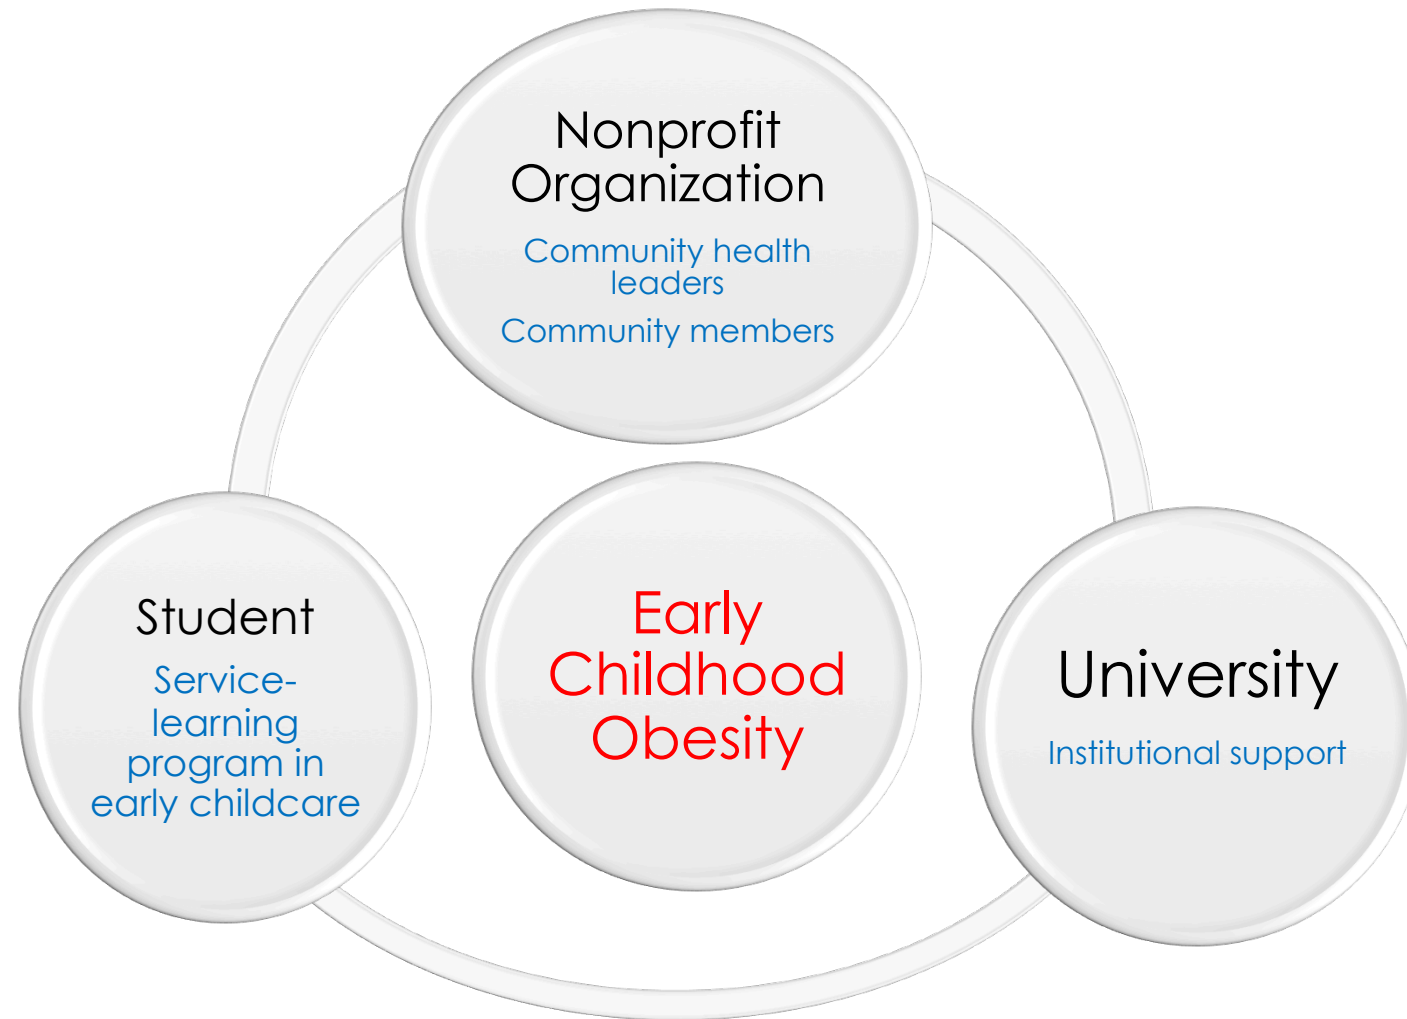 Nonprofit
Organization
Community health
leaders
Community members
Student
Service-
learning
program in
early childcare
Early
Childhood
Obesity
University
Institutional support